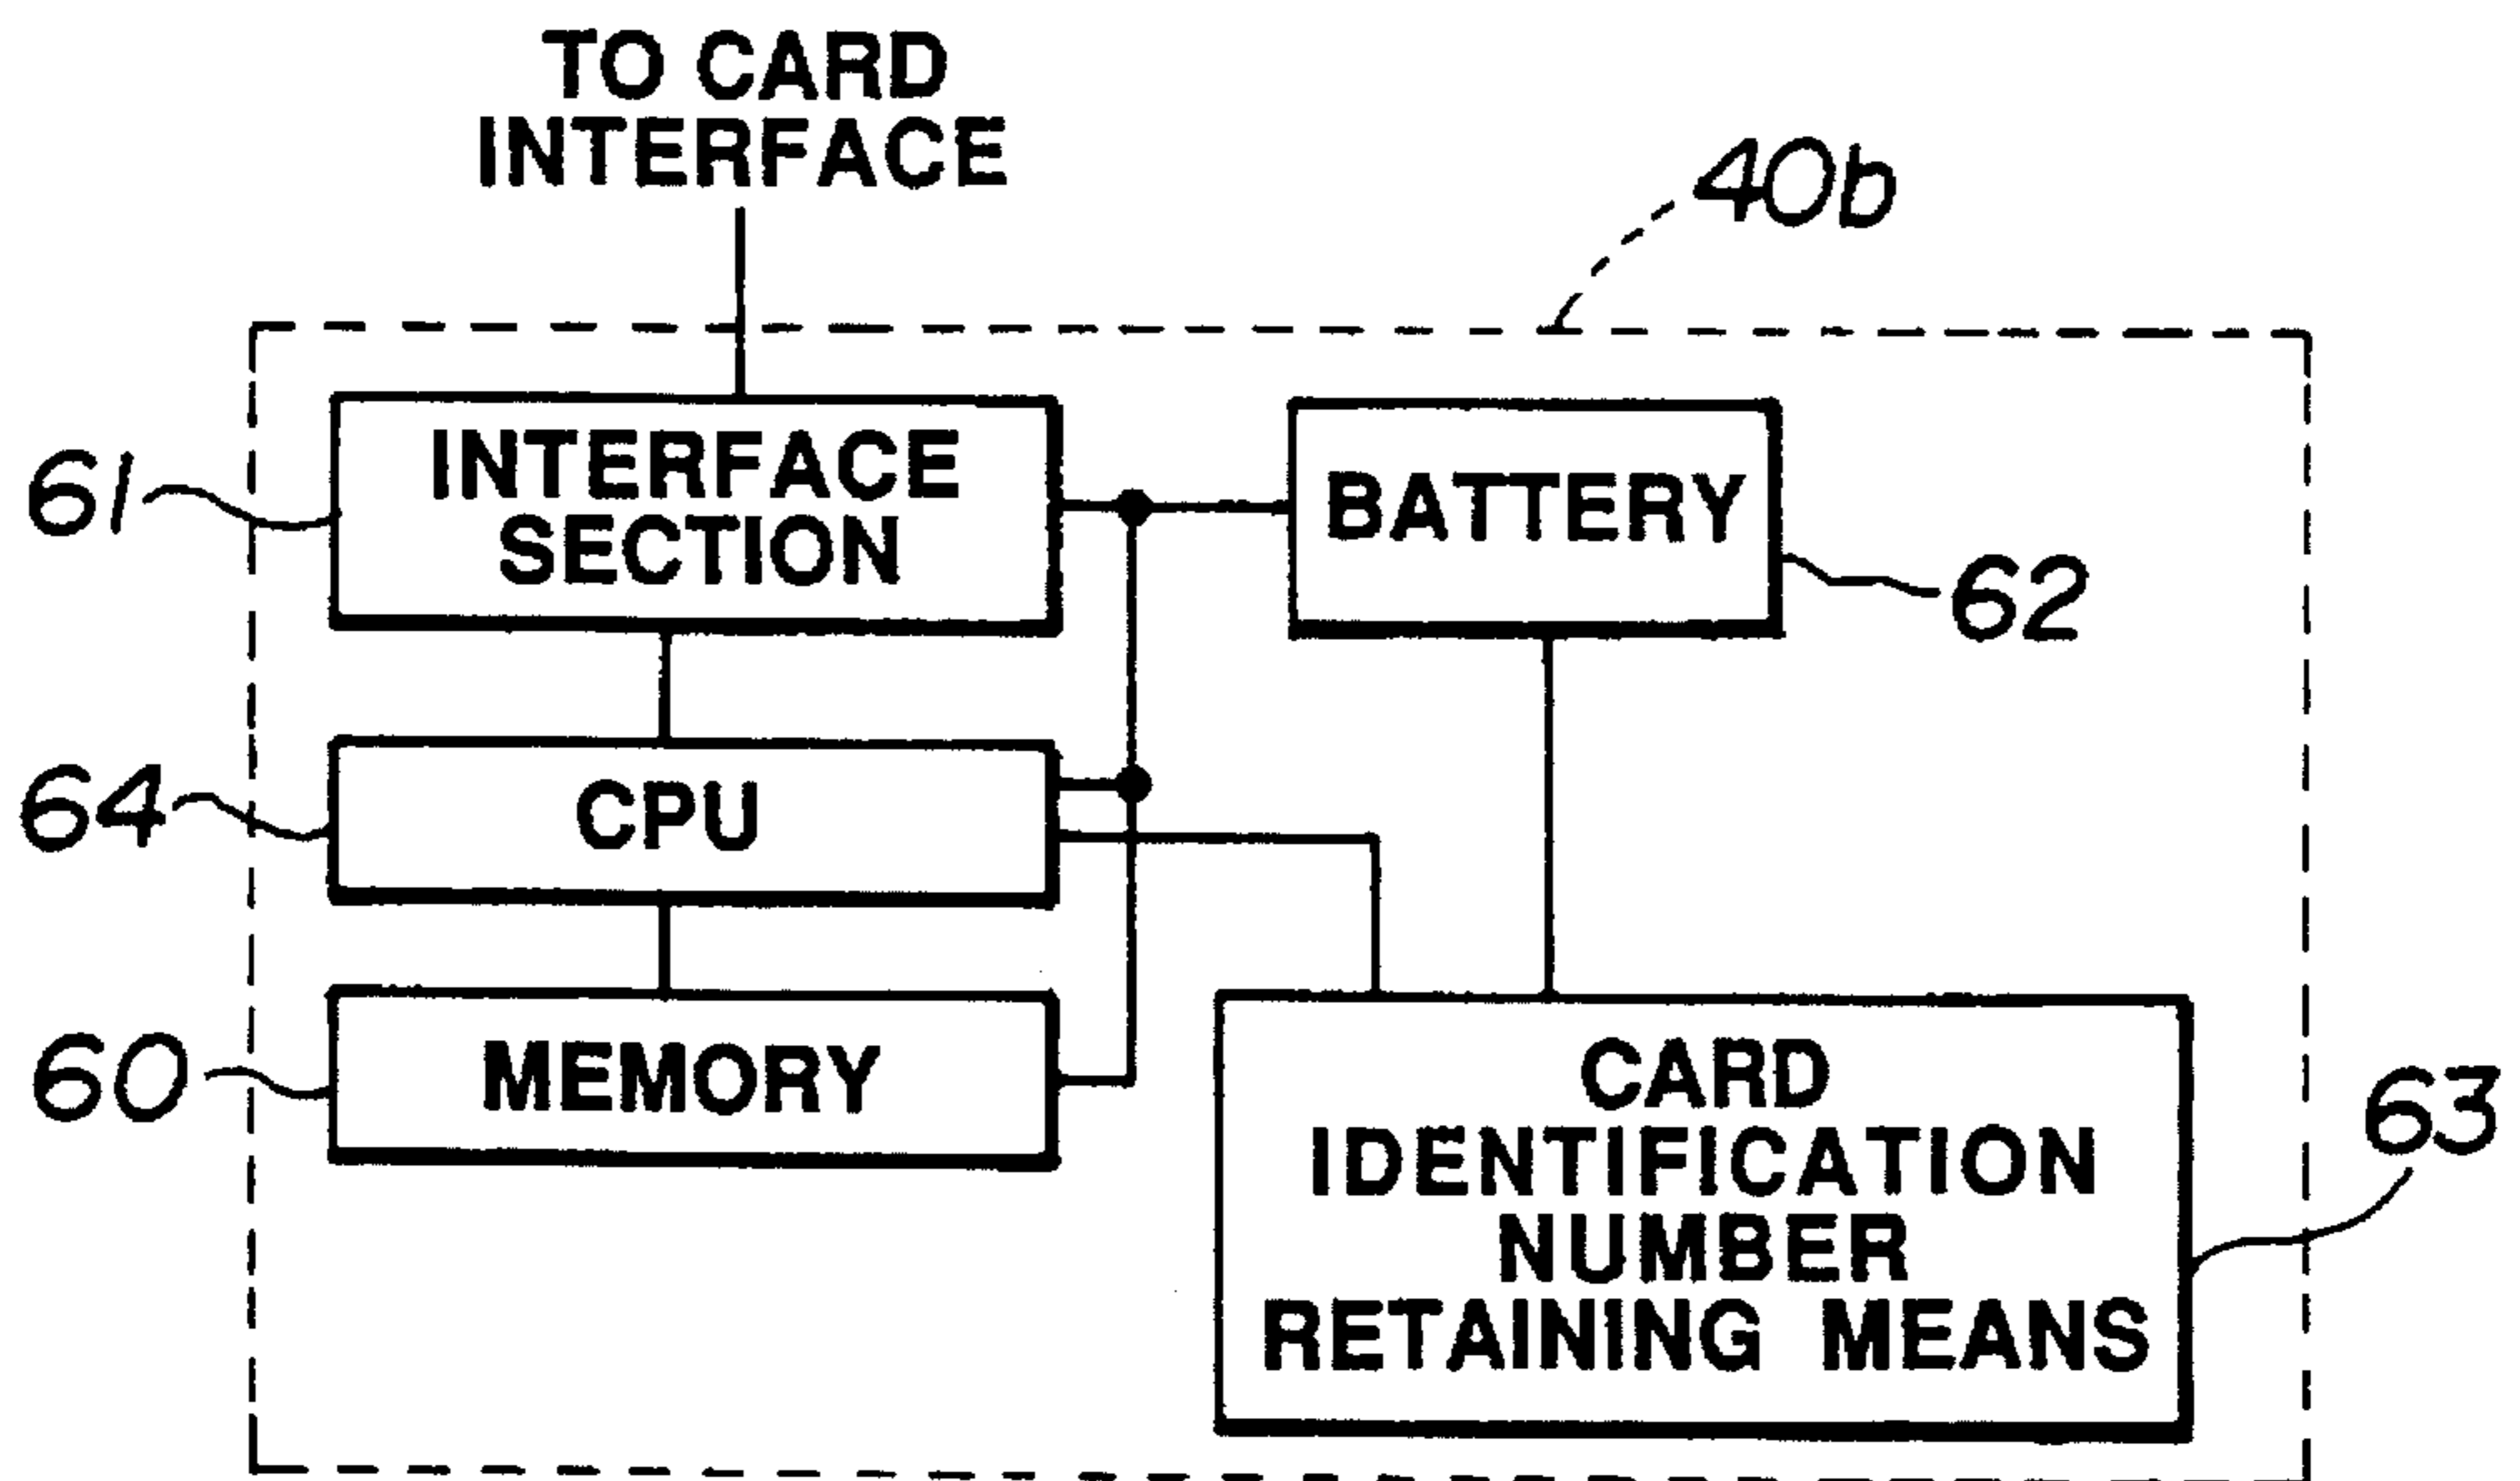 TO CARD
INTERFACE
40b
61
INTERFACE
SECTION
BATTERY
62
64
CPU
60
MEMORY
CARD
IDENTIFICATION
NUMBER
RETAINING MEANS
63